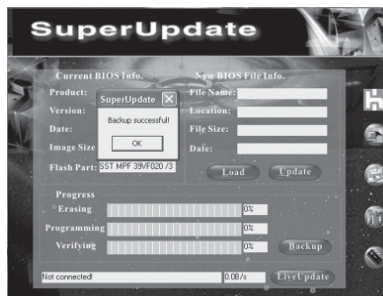 SuperUpdate
Current BIOS Info.
New BIOS File Info.
Product:
Version:
Date:
Image Size
Flash Part: SST MPF 39VF020 /3
File Name:
Location:
File Size:
Date:
SuperUpdate
Backup successful!
OK
Load
Update
Progress
Erasing 0%
Programming 0%
Verifying 0%
Backup
Not connected!
0.0B/s
LiveUpdate